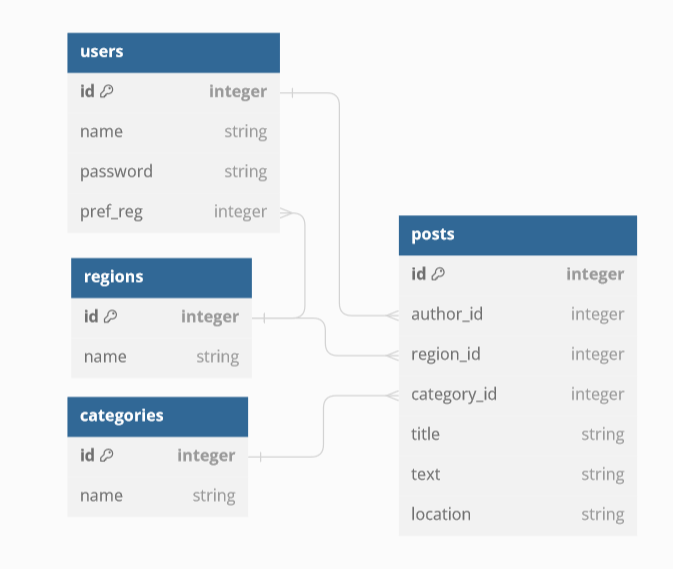 users
id integer
name string
password string
pref_reg integer
regions
id integer
name string
categories
id integer
name string
posts
id integer
author_id integer
region_id integer
category_id integer
title string
text string
location string